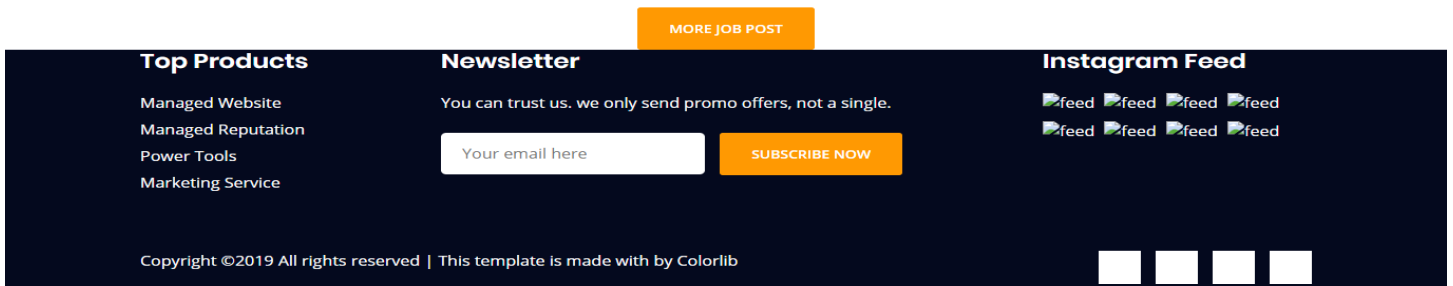 MORE JOB POST
Top Products
Managed Website
Managed Reputation
Power Tools
Marketing Service
Newsletter
You can trust us. we only send promo offers, not a single.
Your email here
SUBSCRIBE NOW
Instagram Feed
feed feed feed feed
feed feed feed feed
Copyright ©2019 All rights reserved | This template is made with by Colorlib